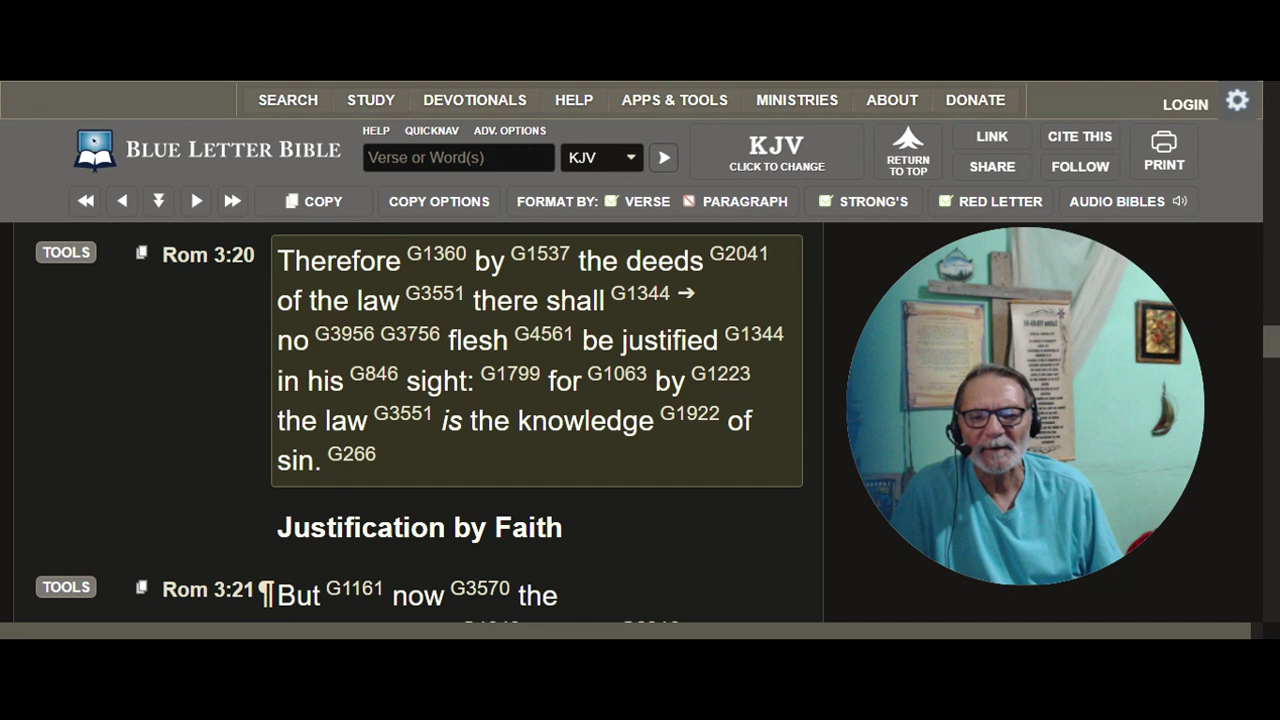 SEARCH STUDY DEVOTIONALS HELP APPS & TOOLS MINISTRIES ABOUT DONATE LOGIN
BLUE LETTER BIBLE
HELP QUICKNAV ADV. OPTIONS
Verse or Word(s) KJV
KJV
CLICK TO CHANGE
RETURN
TO TOP
LINK CITE THIS
SHARE FOLLOW
PRINT
COPY COPY OPTIONS FORMAT BY: VERSE PARAGRAPH STRONG'S RED LETTER AUDIO BIBLES
TOOLS Rom 3:20 Therefore G1360 by G1537 the deeds G2041
of the law G3551 there shall G1344 ➔
no G3956 G3756 flesh G4561 be justified G1344
in his G846 sight: G1799 for G1063 by G1223
the law G3551 is the knowledge G1922 of
sin. G266
Justification by Faith
TOOLS Rom 3:21 ¶But G1161 now G3570 the